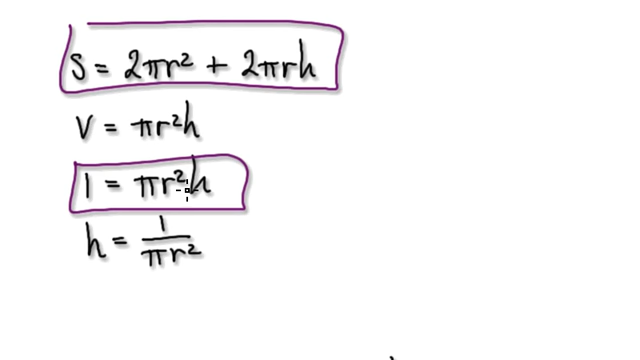 S = 2πr² + 2πrh
V = πr²h
1 = πr²h
h = 1/πr²